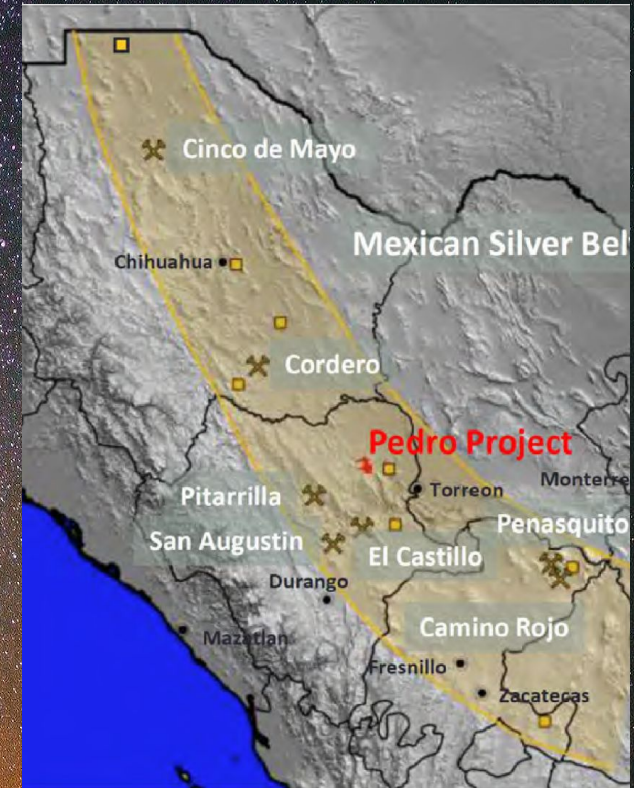 Cinco de Mayo
Mexican Silver Bel
Chihuahua
Cordero
Pedro Project
Pitarrilla
Torreon
Monterre
San Augustin
Penasquito
El Castillo
Durango
Camino Rojo
Mazatlan
Fresnillo
Zacatecas